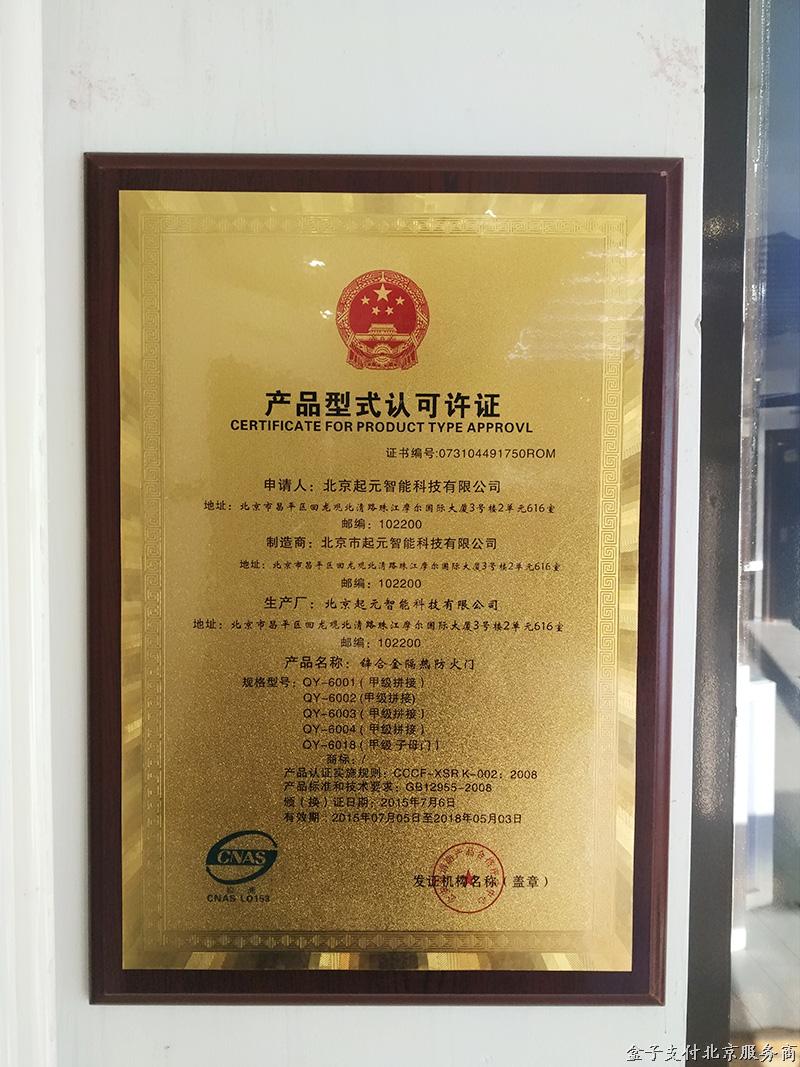 产品型式认可许证
CERTIFICATE FOR PRODUCT TYPE APPROVL
证书编号:073104491750ROM
申请人：北京起元智能科技有限公司
地址：北京市昌平区回龙观北清路珠江摩尔国际大厦3号楼2单元616室
邮编：102200
制造商：北京市起元智能科技有限公司
地址：北京市昌平区回龙观北清路珠江摩尔国际大厦3号楼2单元616室
邮编：102200
生产厂：北京起元智能科技有限公司
地址：北京市昌平区回龙观北清路珠江摩尔国际大厦3号楼2单元616室
邮编：102200
产品名称：锌合金隔热防火门
规格型号：QY-6001（甲级拼接）
QY-6002 (甲级拼接)
QY-6003（甲级拼接）
QY-6004（甲级拼接）
QY-6018（甲级 子母门）
商标：/
产品认证实施规则：CCCF-XSRK-002：2008
产品标准和技术要求：GB12955-2008
颁（换）证日期：2015年7月6日
有效期：2015年07月05日至2018年05月03日
CNAS
CNAS L0153
发证机构名称（盖章）
盒子支付北京服务商